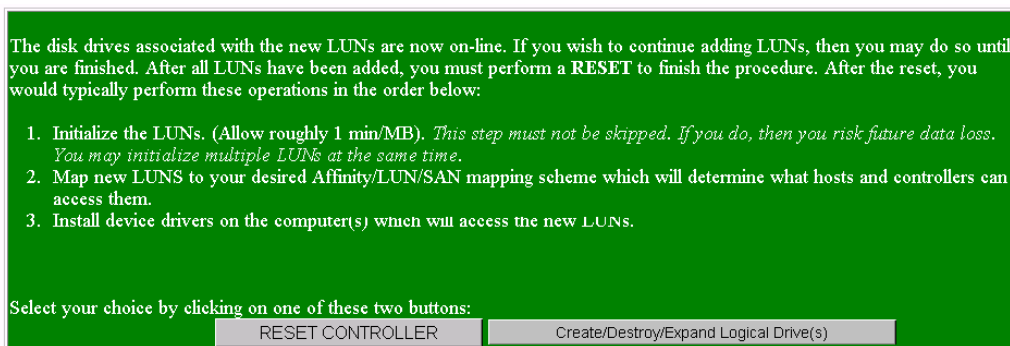 The disk drives associated with the new LUNs are now on-line. If you wish to continue adding LUNs, then you may do so until
you are finished. After all LUNs have been added, you must perform a RESET to finish the procedure. After the reset, you
would typically perform these operations in the order below:
1. Initialize the LUNs. (Allow roughly 1 min/MB). This step must not be skipped. If you do, then you risk future data loss.
You may initialize multiple LUNs at the same time.
2. Map new LUNS to your desired Affinity/LUN/SAN mapping scheme which will determine what hosts and controllers can
access them.
3. Install device drivers on the computer(s) which will access the new LUNs.
Select your choice by clicking on one of these two buttons:
RESET CONTROLLER Create/Destroy/Expand Logical Drive(s)